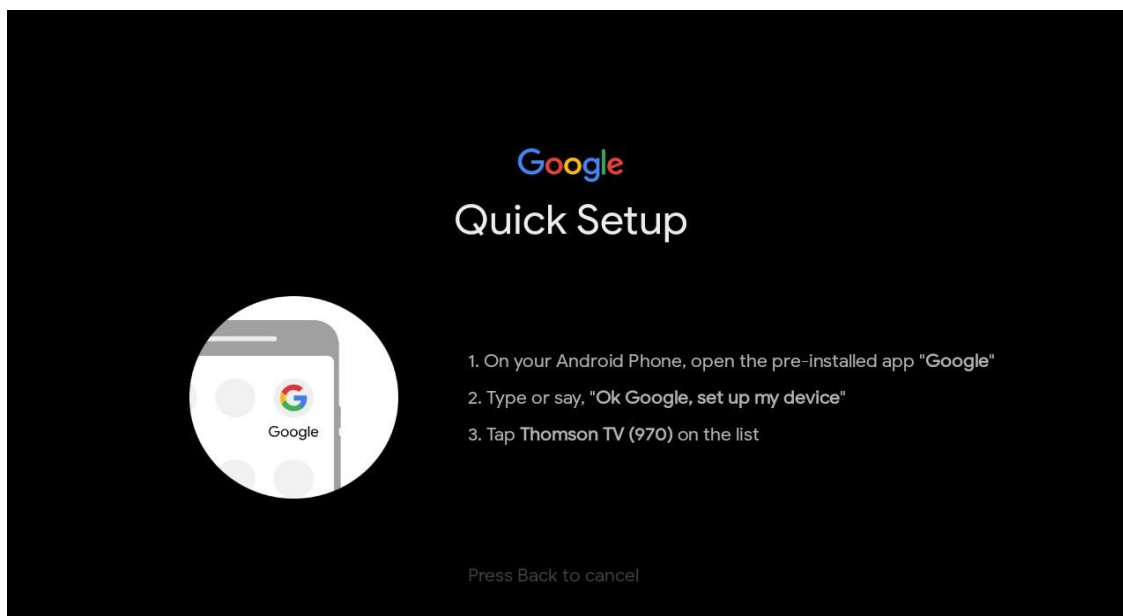 Google
Quick Setup
1. On your Android Phone, open the pre-installed app "Google"
2. Type or say, "Ok Google, set up my device"
3. Tap Thomson TV (970) on the list
G
Google
Press Back to cancel